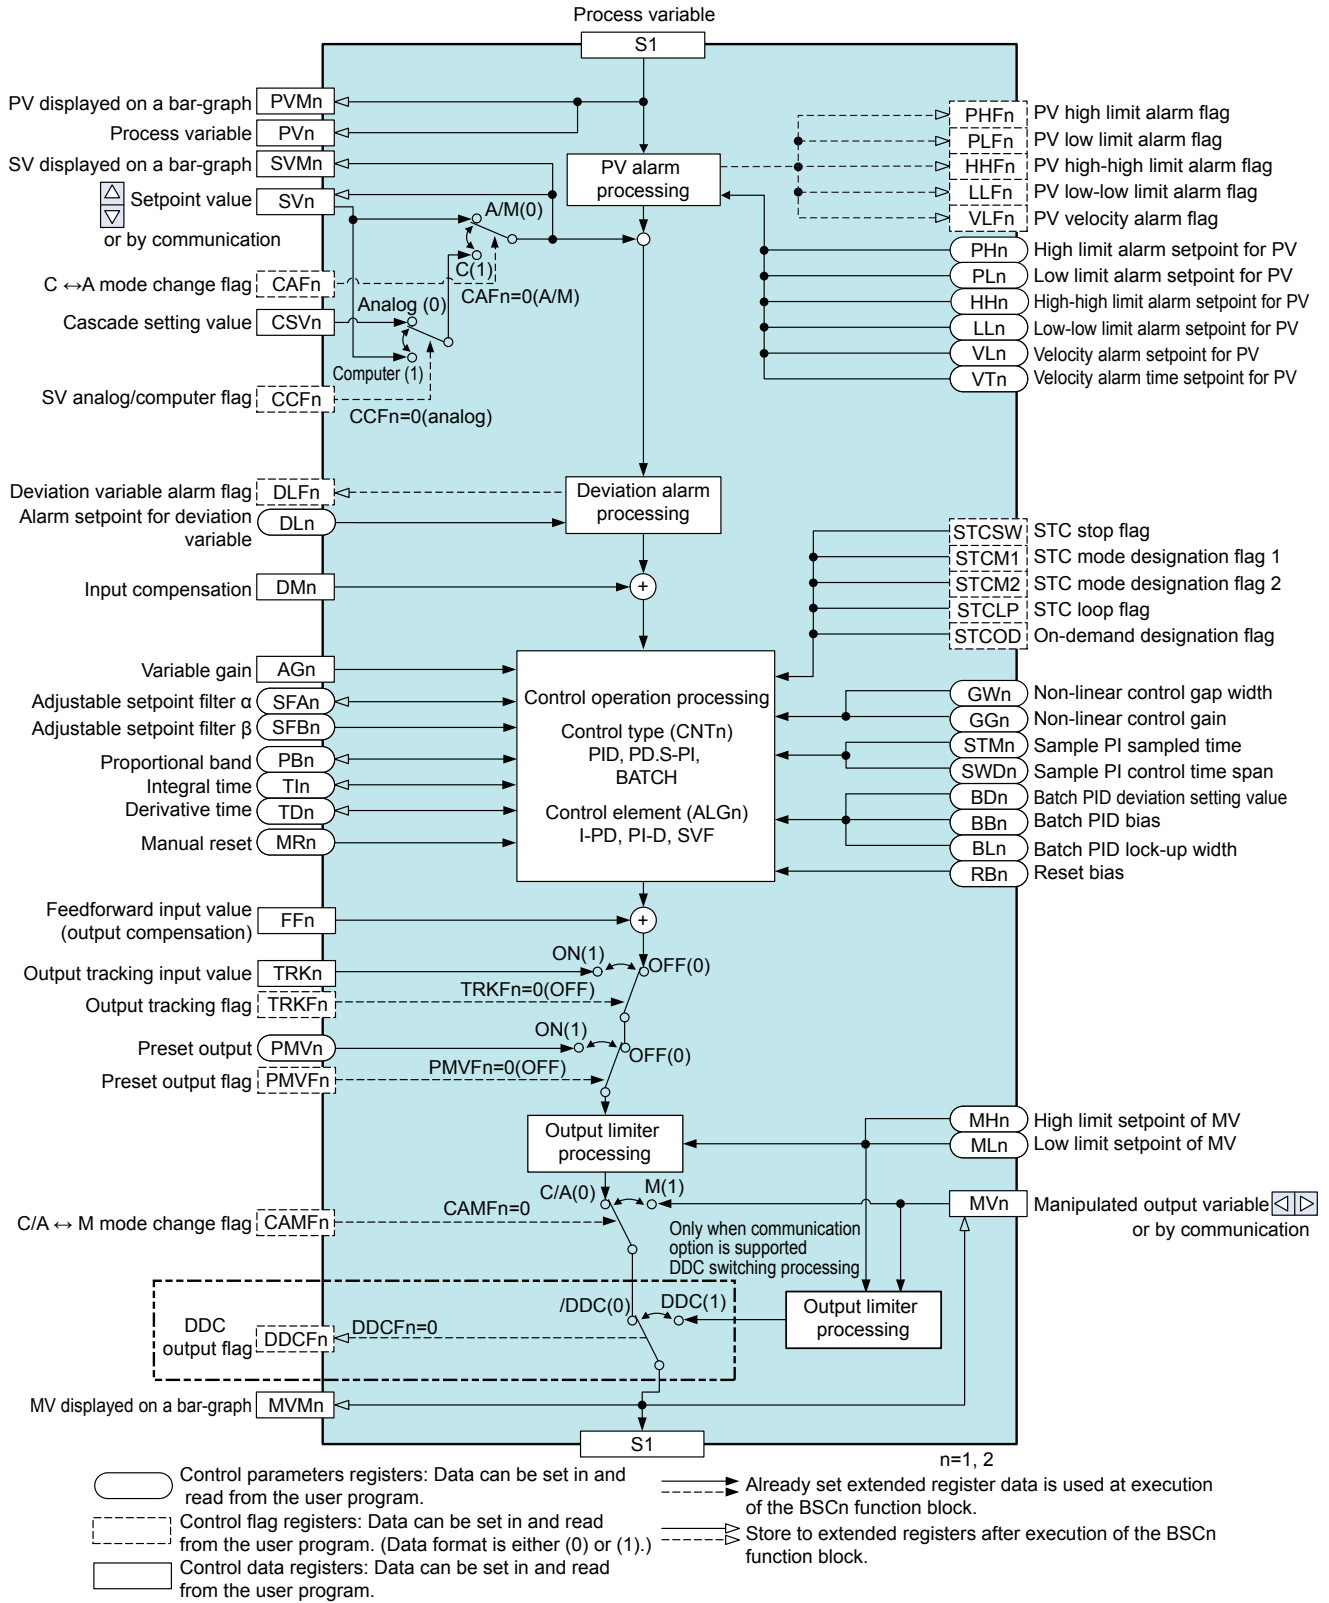 Process variable
S1
PV displayed on a bar-graph PVMn
Process variable PVn
SV displayed on a bar-graph SVMn
Setpoint value SVn
or by communication
C ↔A mode change flag CAFn
Cascade setting value CSVn
SV analog/computer flag CCFn
A/M(0)
C(1)
CAFn=0(A/M)
Analog (0)
Computer (1)
CCFn=0(analog)
PV alarm
processing
PHFn PV high limit alarm flag
PLFn PV low limit alarm flag
HHFn PV high-high limit alarm flag
LLFn PV low-low limit alarm flag
VLFn PV velocity alarm flag
PHn High limit alarm setpoint for PV
PLn Low limit alarm setpoint for PV
HHn High-high limit alarm setpoint for PV
LLn Low-low limit alarm setpoint for PV
VLn Velocity alarm setpoint for PV
VTn Velocity alarm time setpoint for PV
Deviation variable alarm flag DLFn
Alarm setpoint for deviation
variable
DLn
Deviation alarm
processing
Input compensation DMn
+
STCSW STC stop flag
STCM1 STC mode designation flag 1
STCM2 STC mode designation flag 2
STCLP STC loop flag
STCOD On-demand designation flag
Variable gain AGn
Adjustable setpoint filter α SFAn
Adjustable setpoint filter β SFBn
Proportional band PBn
Integral time TIn
Derivative time TDn
Manual reset MRn
Control operation processing
Control type (CNTn)
PID, PD.S-PI,
BATCH
Control element (ALGn)
I-PD, PI-D, SVF
GWn Non-linear control gap width
GGn Non-linear control gain
STMn Sample PI sampled time
SWDn Sample PI control time span
BDn Batch PID deviation setting value
BBn Batch PID bias
BLn Batch PID lock-up width
RBn Reset bias
Feedforward input value
(output compensation)
FFn
+
Output tracking input value TRKn
ON(1)
OFF(0)
Output tracking flag TRKFn
TRKFn=0(OFF)
Preset output PMVn
ON(1)
OFF(0)
Preset output flag PMVFn
PMVFn=0(OFF)
Output limiter
processing
MHn High limit setpoint of MV
MLn Low limit setpoint of MV
C/A(0)
M(1)
C/A ↔ M mode change flag CAMFn
CAMFn=0
MVn Manipulated output variable
or by communication
Only when communication
option is supported
DDC switching processing
/DDC(0)
DDC(1)
Output limiter
processing
DDC
output flag
DDCFn
DDCFn=0
MV displayed on a bar-graph MVMn
S1
n=1, 2
Control parameters registers: Data can be set in and
read from the user program.
Control flag registers: Data can be set in and read
from the user program. (Data format is either (0) or (1).)
Control data registers: Data can be set in and read
from the user program.
Already set extended register data is used at execution
of the BSCn function block.
Store to extended registers after execution of the BSCn
function block.